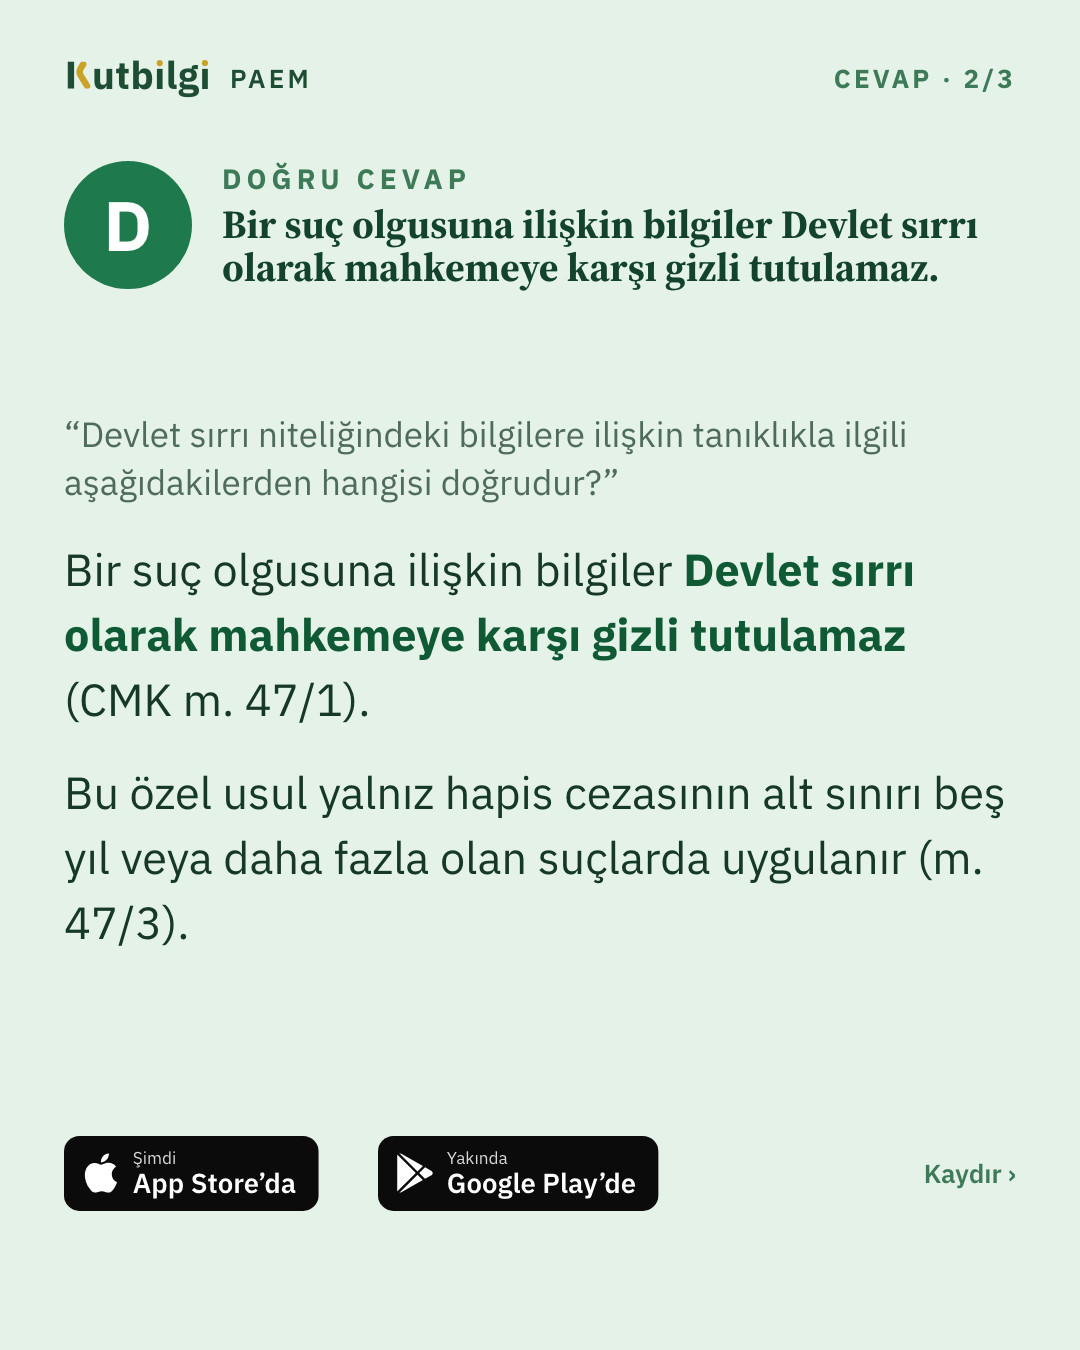 Kutbilgi PAEM
CEVAP · 2/3
D
DOĞRU CEVAP
Bir suç olgusuna ilişkin bilgiler Devlet sırrı
olarak mahkemeye karşı gizli tutulamaz.
“Devlet sırrı niteliğindeki bilgilere ilişkin tanıklıkla ilgili
aşağıdakilerden hangisi doğrudur?”
Bir suç olgusuna ilişkin bilgiler Devlet sırrı
olarak mahkemeye karşı gizli tutulamaz
(CMK m. 47/1).
Bu özel usul yalnız hapis cezasının alt sınırı beş
yıl veya daha fazla olan suçlarda uygulanır (m.
47/3).
Şimdi
App Store’da
Yakında
Google Play’de
Kaydır ›